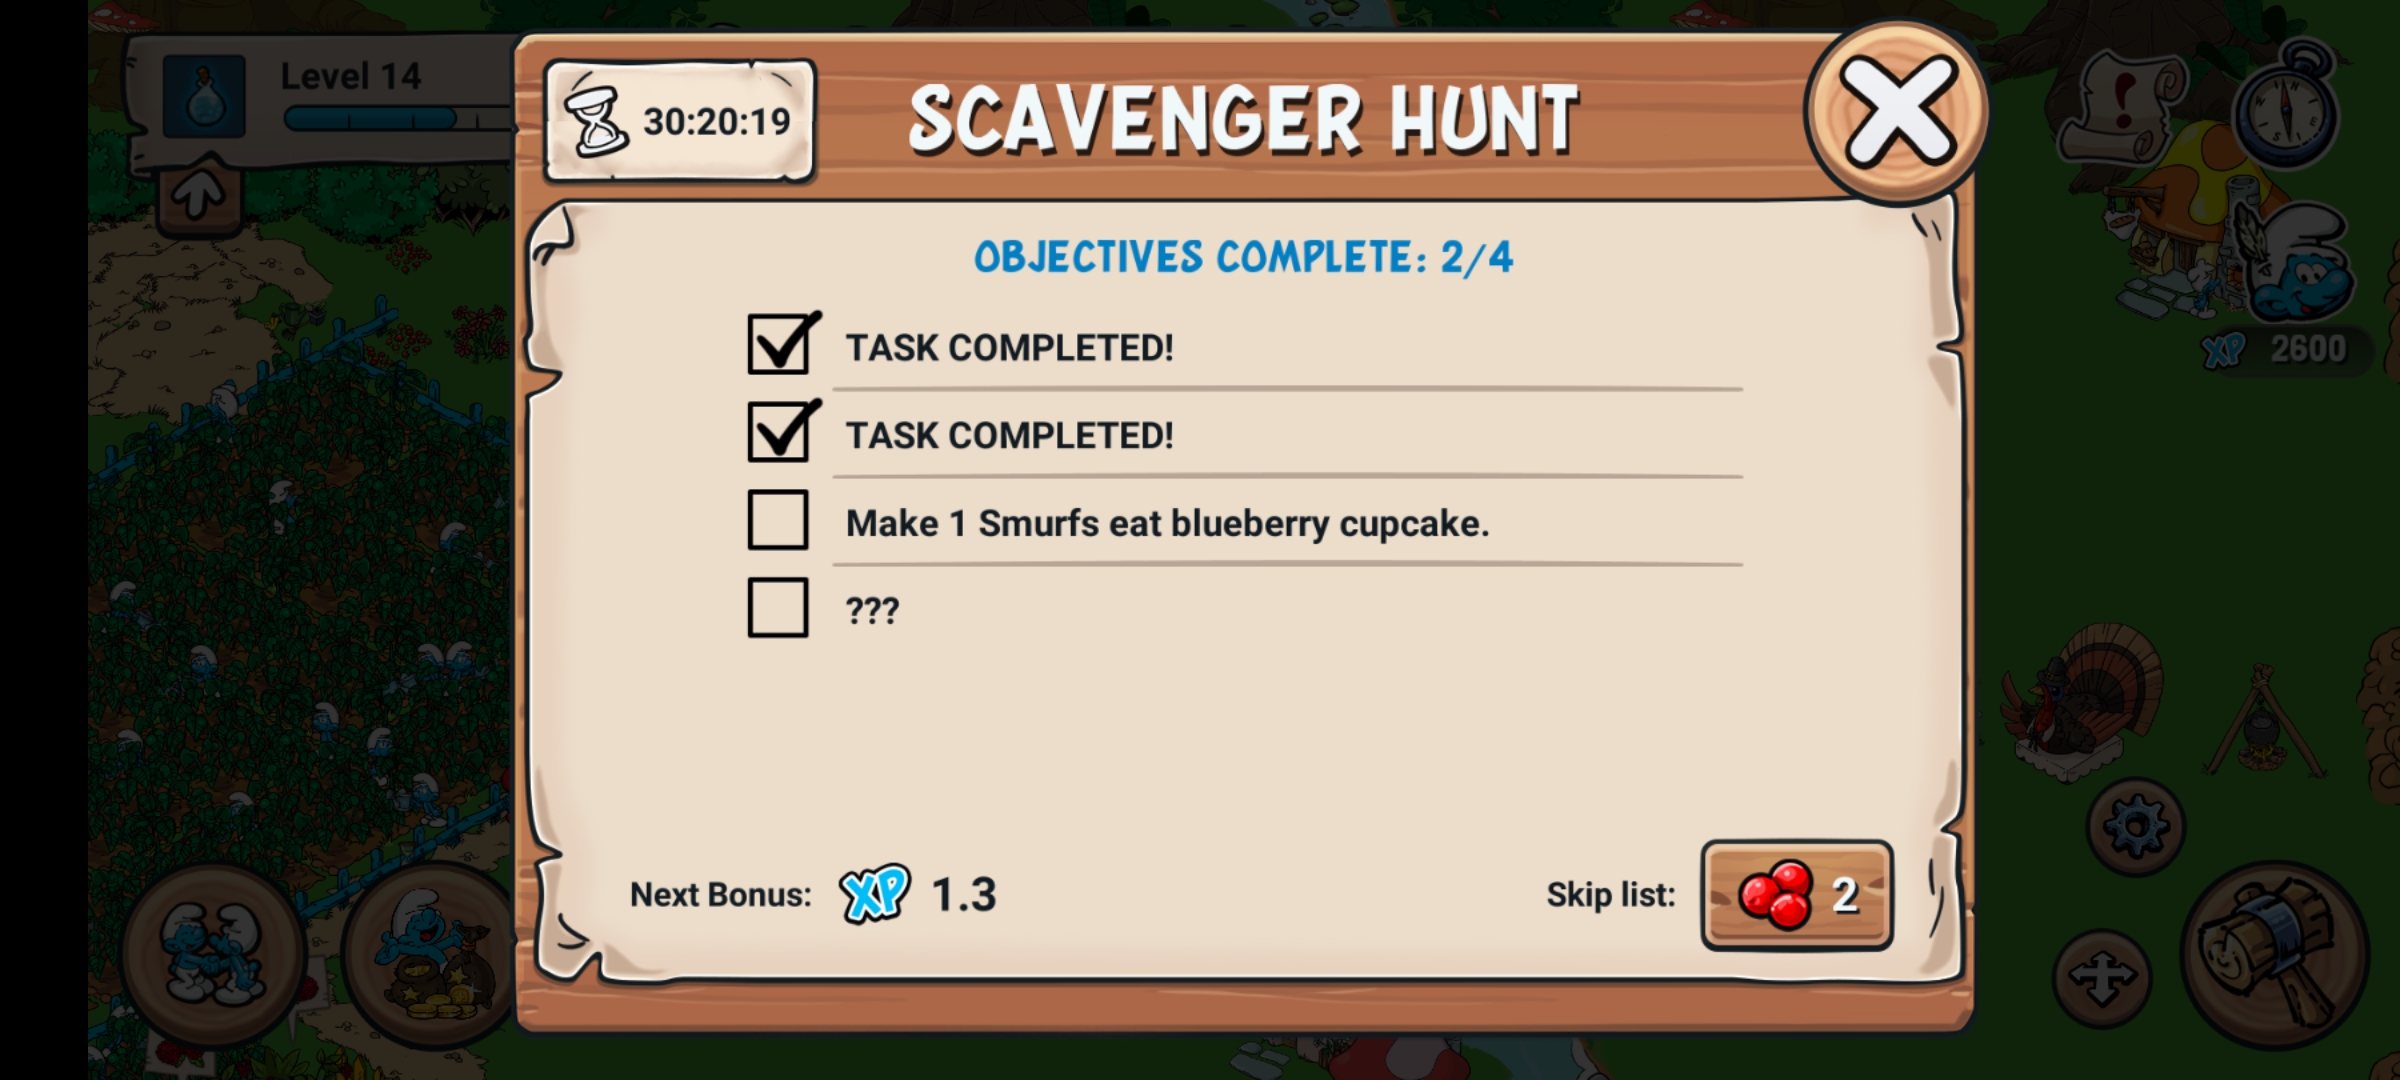 Level 14
30:20:19
SCAVENGER HUNT
OBJECTIVES COMPLETE: 2/4
TASK COMPLETED!
TASK COMPLETED!
Make 1 Smurfs eat blueberry cupcake.
???
XP 2600
Next Bonus: XP 1.3
Skip list: 2